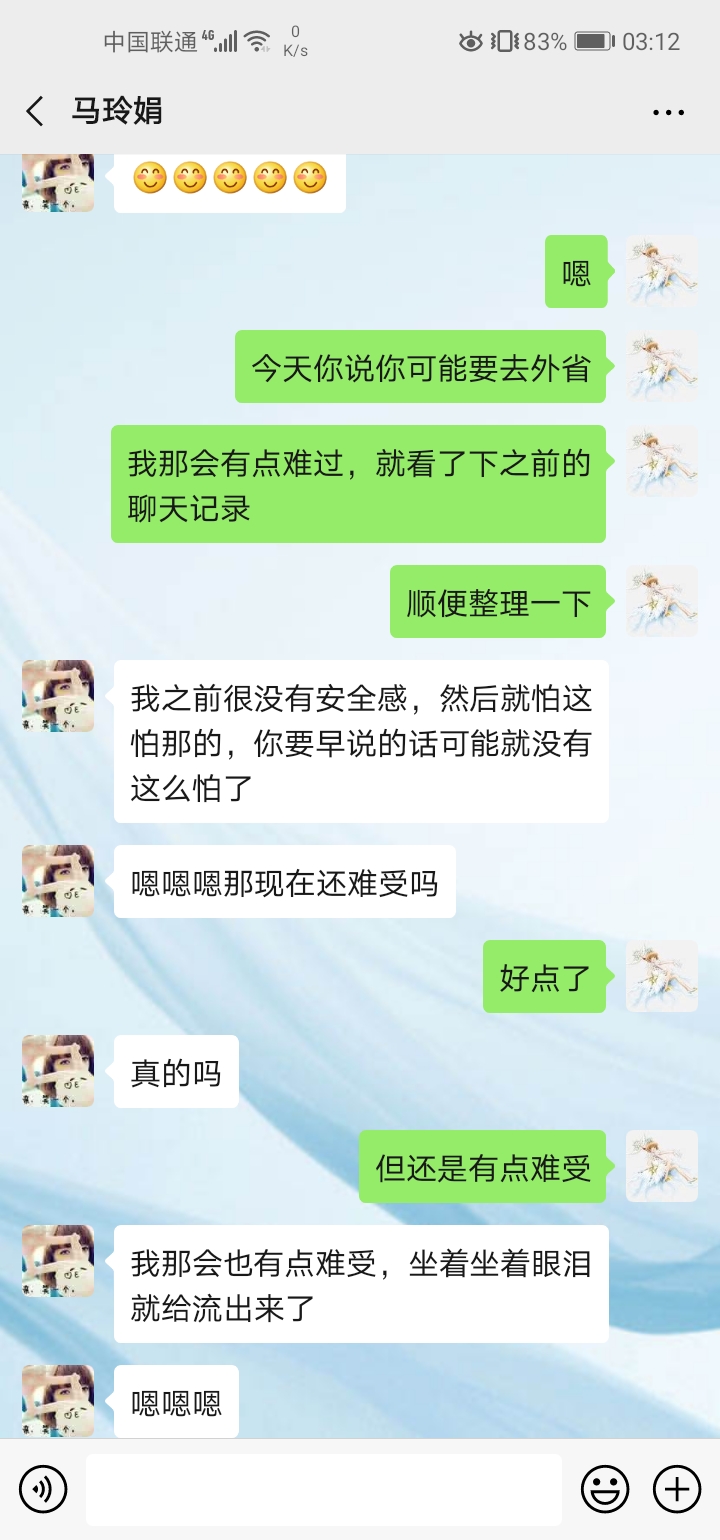 中国联通 4G 0 K/s 83% 03:12
马玲娟
😊😊😊😊😊
嗯
今天你说你可能要去外省
我那会有点难过，就看了下之前的
聊天记录
顺便整理一下
我之前很没有安全感，然后就怕这
怕那的，你要早说的话可能就没有
这么怕了
嗯嗯嗯那现在还难受吗
好点了
真的吗
但还是有点难受
我那会也有点难受，坐着坐着眼泪
就给流出来了
嗯嗯嗯